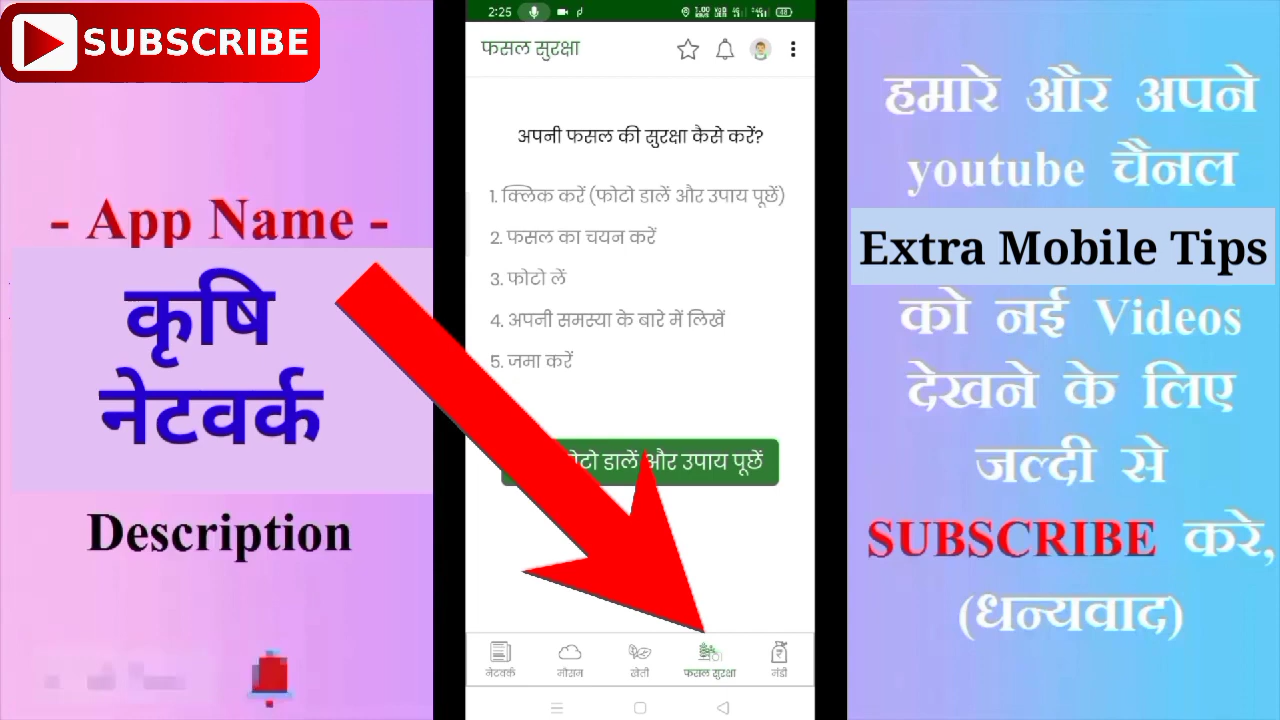 SUBSCRIBE
- App Name -
कृषि
नेटवर्क
Description
2:25
फसल सुरक्षा
अपनी फसल की सुरक्षा कैसे करें?
1. क्लिक करें (फोटो डालें और उपाय पूछें)
2. फसल का चयन करें
3. फोटो लें
4. अपनी समस्या के बारे में लिखें
5. जमा करें
डालें और उपाय पूछें
नेटवर्क
मौसम
खेती
फसल सुरक्षा
मंडी
हमारे और अपने
youtube चैनल
Extra Mobile Tips
को नई Videos
देखने के लिए
जल्दी से
SUBSCRIBE करे,
(धन्यवाद)